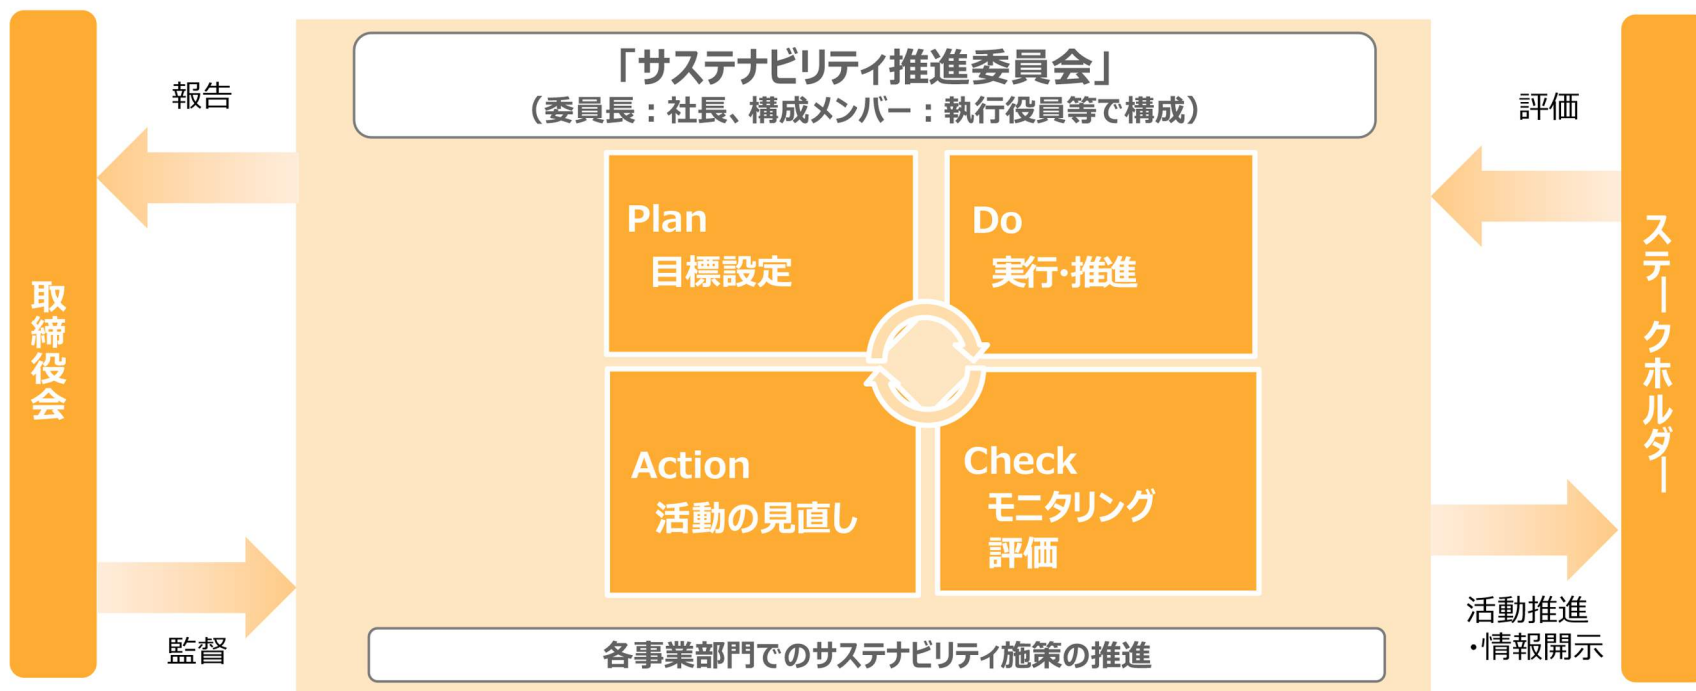 取締役会
報告
監督
「サステナビリティ推進委員会」
（委員長：社長、構成メンバー：執行役員等で構成）
Plan
目標設定
Do
実行・推進
Action
活動の見直し
Check
モニタリング
評価
各事業部門でのサステナビリティ施策の推進
評価
活動推進
・情報開示
ステークホルダー